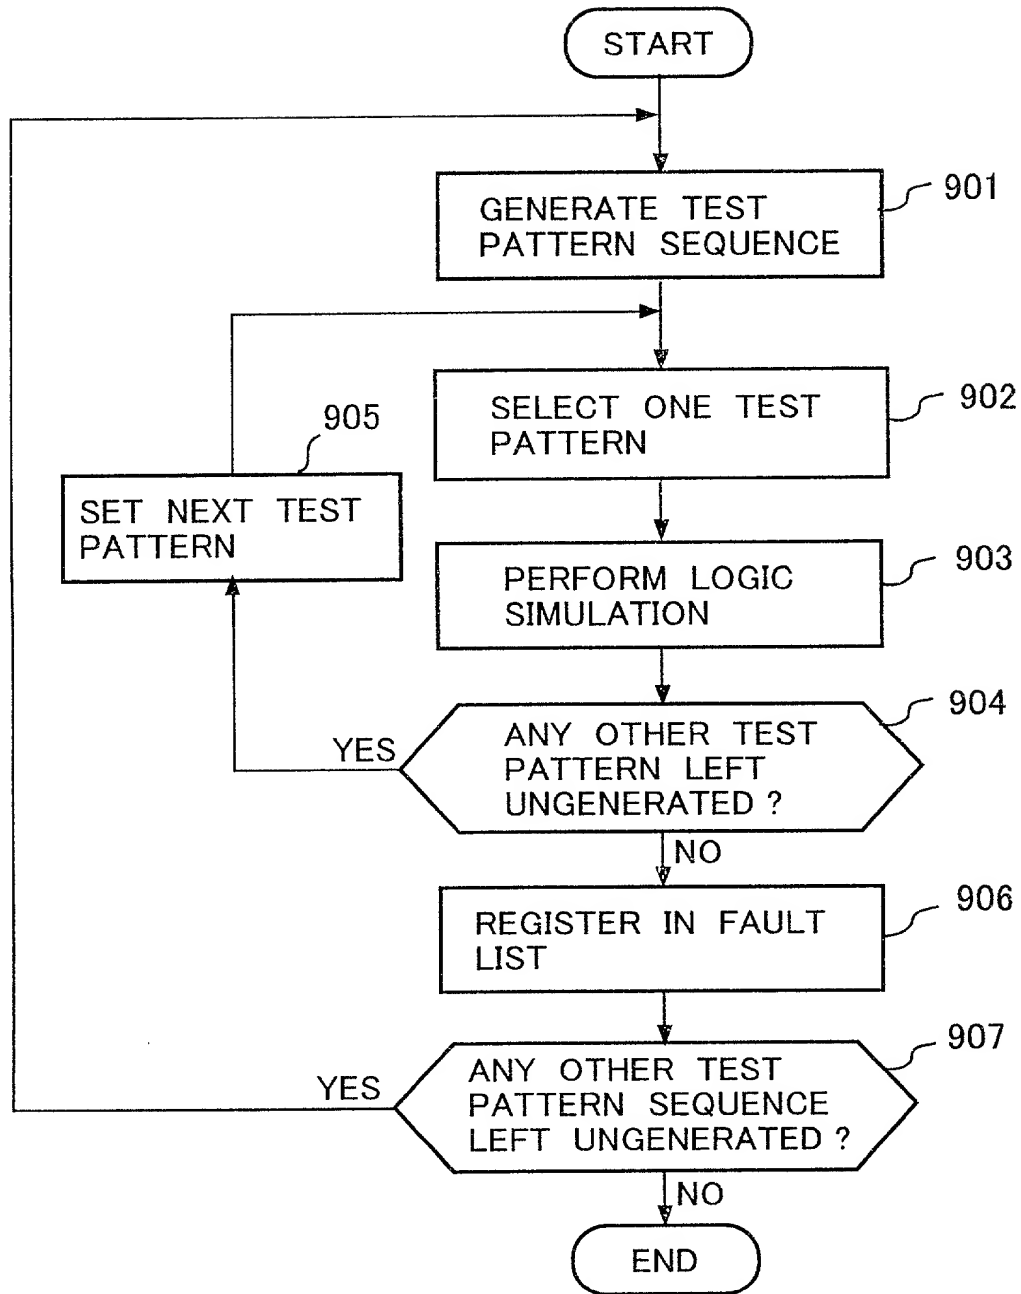 START
GENERATE TEST
PATTERN SEQUENCE
901
SELECT ONE TEST
PATTERN
902
905
SET NEXT TEST
PATTERN
PERFORM LOGIC
SIMULATION
903
904
YES
ANY OTHER TEST
PATTERN LEFT
UNGENERATED ?
NO
REGISTER IN FAULT
LIST
906
907
YES
ANY OTHER TEST
PATTERN SEQUENCE
LEFT UNGENERATED ?
NO
END